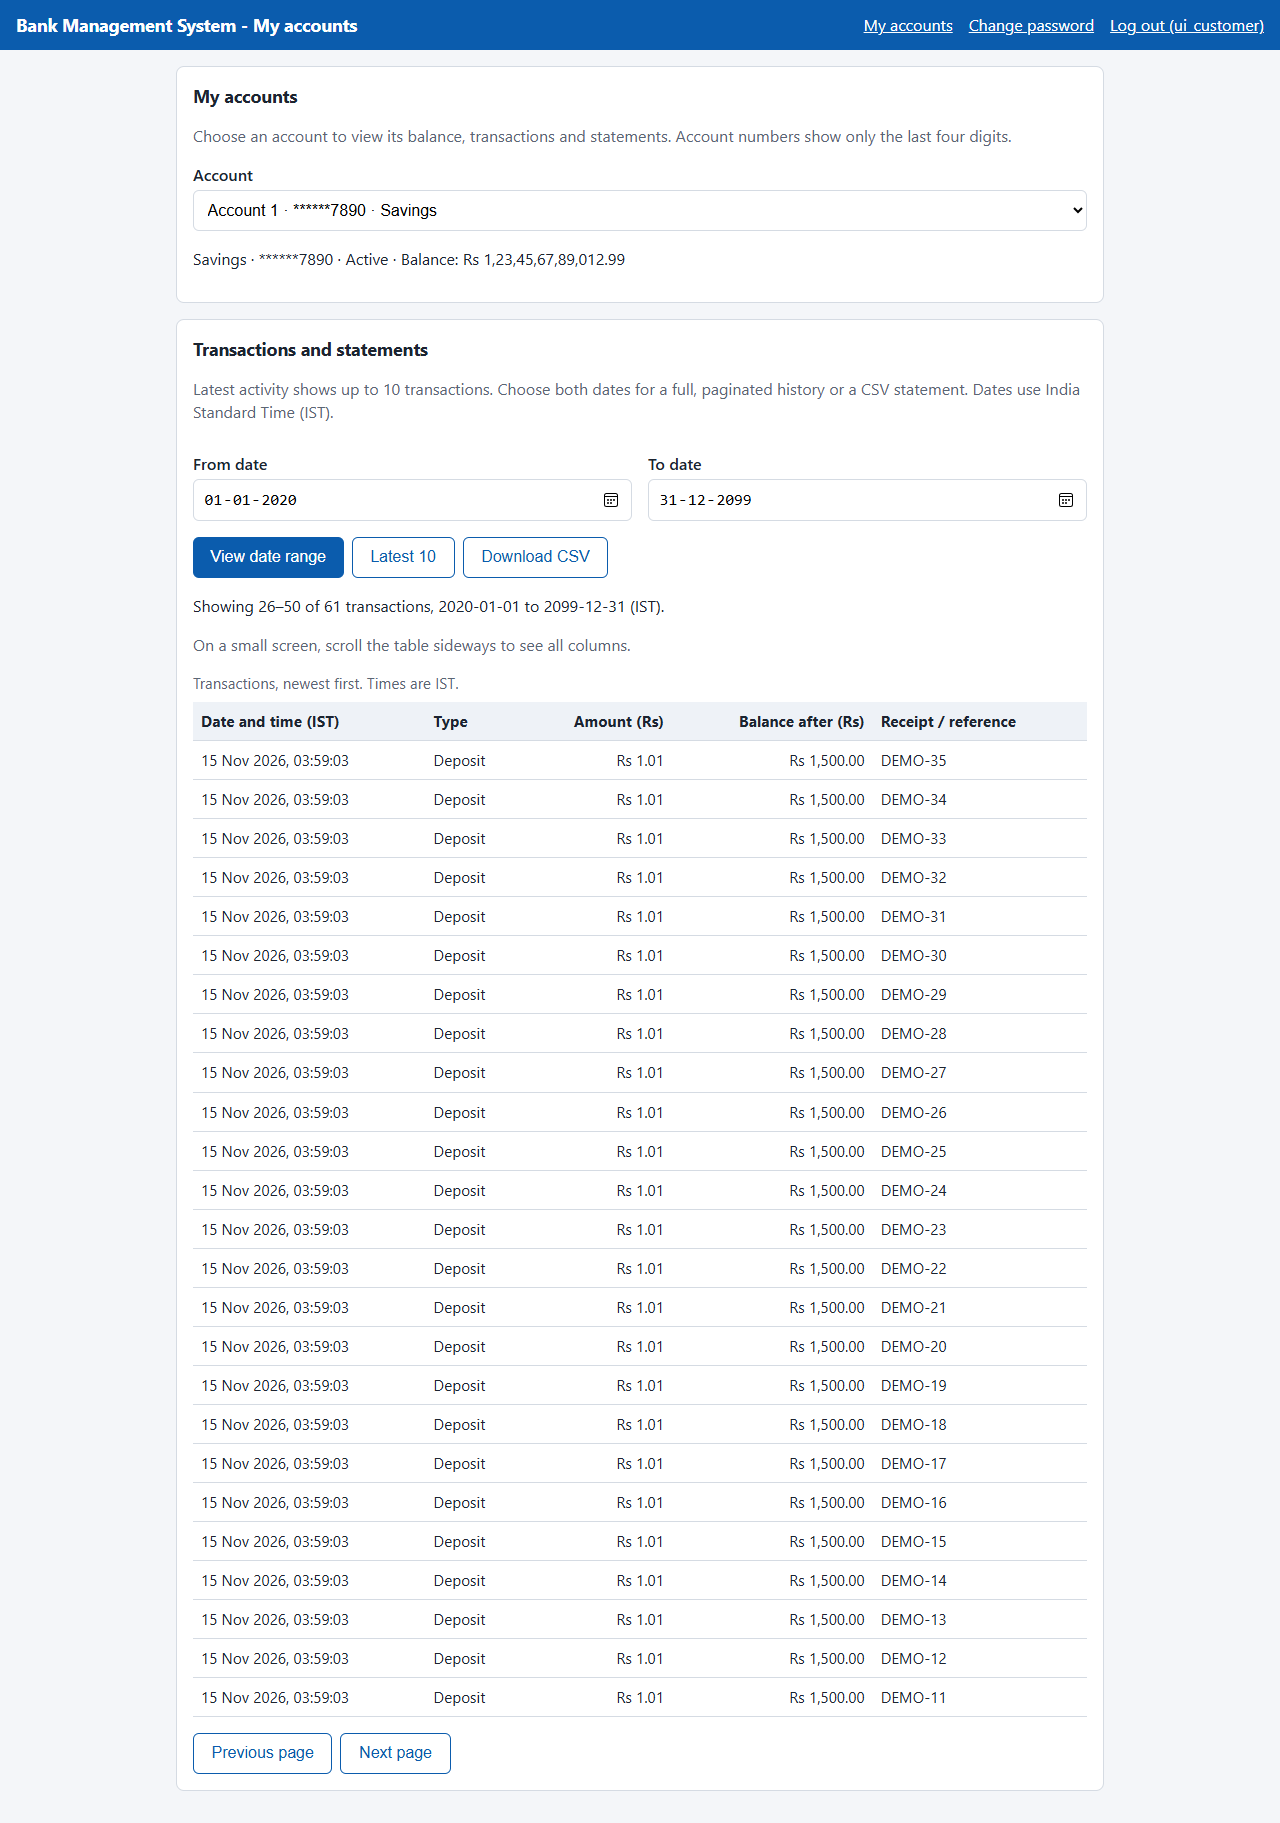 Bank Management System - My accounts
My accounts Change password Log out (ui_customer)
My accounts
Choose an account to view its balance, transactions and statements. Account numbers show only the last four digits.
Account
Account 1 · ******7890 · Savings
Savings · ******7890 · Active · Balance: Rs 1,23,45,67,89,012.99
Transactions and statements
Latest activity shows up to 10 transactions. Choose both dates for a full, paginated history or a CSV statement. Dates use India
Standard Time (IST).
From date To date
01-01-2020 31-12-2099
View date range Latest 10 Download CSV
Showing 26–50 of 61 transactions, 2020-01-01 to 2099-12-31 (IST).
On a small screen, scroll the table sideways to see all columns.
Transactions, newest first. Times are IST.
Date and time (IST) Type Amount (Rs) Balance after (Rs) Receipt / reference
15 Nov 2026, 03:59:03 Deposit Rs 1.01 Rs 1,500.00 DEMO-35
15 Nov 2026, 03:59:03 Deposit Rs 1.01 Rs 1,500.00 DEMO-34
15 Nov 2026, 03:59:03 Deposit Rs 1.01 Rs 1,500.00 DEMO-33
15 Nov 2026, 03:59:03 Deposit Rs 1.01 Rs 1,500.00 DEMO-32
15 Nov 2026, 03:59:03 Deposit Rs 1.01 Rs 1,500.00 DEMO-31
15 Nov 2026, 03:59:03 Deposit Rs 1.01 Rs 1,500.00 DEMO-30
15 Nov 2026, 03:59:03 Deposit Rs 1.01 Rs 1,500.00 DEMO-29
15 Nov 2026, 03:59:03 Deposit Rs 1.01 Rs 1,500.00 DEMO-28
15 Nov 2026, 03:59:03 Deposit Rs 1.01 Rs 1,500.00 DEMO-27
15 Nov 2026, 03:59:03 Deposit Rs 1.01 Rs 1,500.00 DEMO-26
15 Nov 2026, 03:59:03 Deposit Rs 1.01 Rs 1,500.00 DEMO-25
15 Nov 2026, 03:59:03 Deposit Rs 1.01 Rs 1,500.00 DEMO-24
15 Nov 2026, 03:59:03 Deposit Rs 1.01 Rs 1,500.00 DEMO-23
15 Nov 2026, 03:59:03 Deposit Rs 1.01 Rs 1,500.00 DEMO-22
15 Nov 2026, 03:59:03 Deposit Rs 1.01 Rs 1,500.00 DEMO-21
15 Nov 2026, 03:59:03 Deposit Rs 1.01 Rs 1,500.00 DEMO-20
15 Nov 2026, 03:59:03 Deposit Rs 1.01 Rs 1,500.00 DEMO-19
15 Nov 2026, 03:59:03 Deposit Rs 1.01 Rs 1,500.00 DEMO-18
15 Nov 2026, 03:59:03 Deposit Rs 1.01 Rs 1,500.00 DEMO-17
15 Nov 2026, 03:59:03 Deposit Rs 1.01 Rs 1,500.00 DEMO-16
15 Nov 2026, 03:59:03 Deposit Rs 1.01 Rs 1,500.00 DEMO-15
15 Nov 2026, 03:59:03 Deposit Rs 1.01 Rs 1,500.00 DEMO-14
15 Nov 2026, 03:59:03 Deposit Rs 1.01 Rs 1,500.00 DEMO-13
15 Nov 2026, 03:59:03 Deposit Rs 1.01 Rs 1,500.00 DEMO-12
15 Nov 2026, 03:59:03 Deposit Rs 1.01 Rs 1,500.00 DEMO-11
Previous page Next page